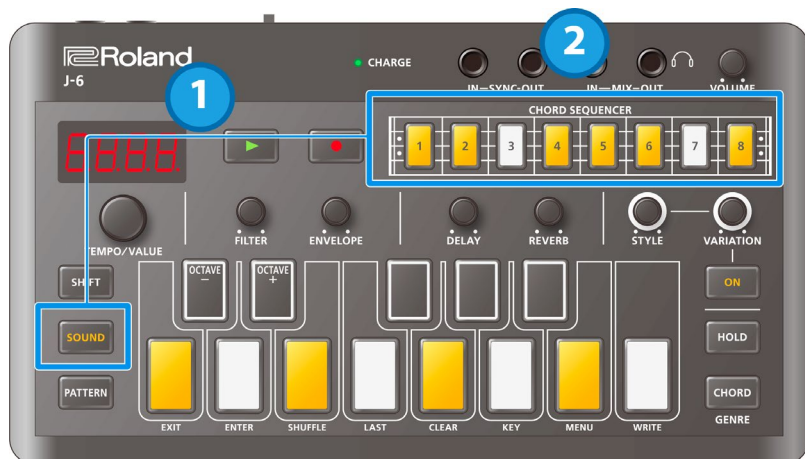 Roland
J-6
1
2
CHARGE
IN—SYNC-OUT
IN—MIX—OUT
VOLUME
CHORD SEQUENCER
1 2 3 4 5 6 7 8
TEMPO/VALUE
FILTER
ENVELOPE
DELAY
REVERB
STYLE
VARIATION
SHIFT
OCTAVE
−
OCTAVE
+
ON
SOUND
HOLD
PATTERN
CHORD
GENRE
EXIT
ENTER
SHUFFLE
LAST
CLEAR
KEY
MENU
WRITE